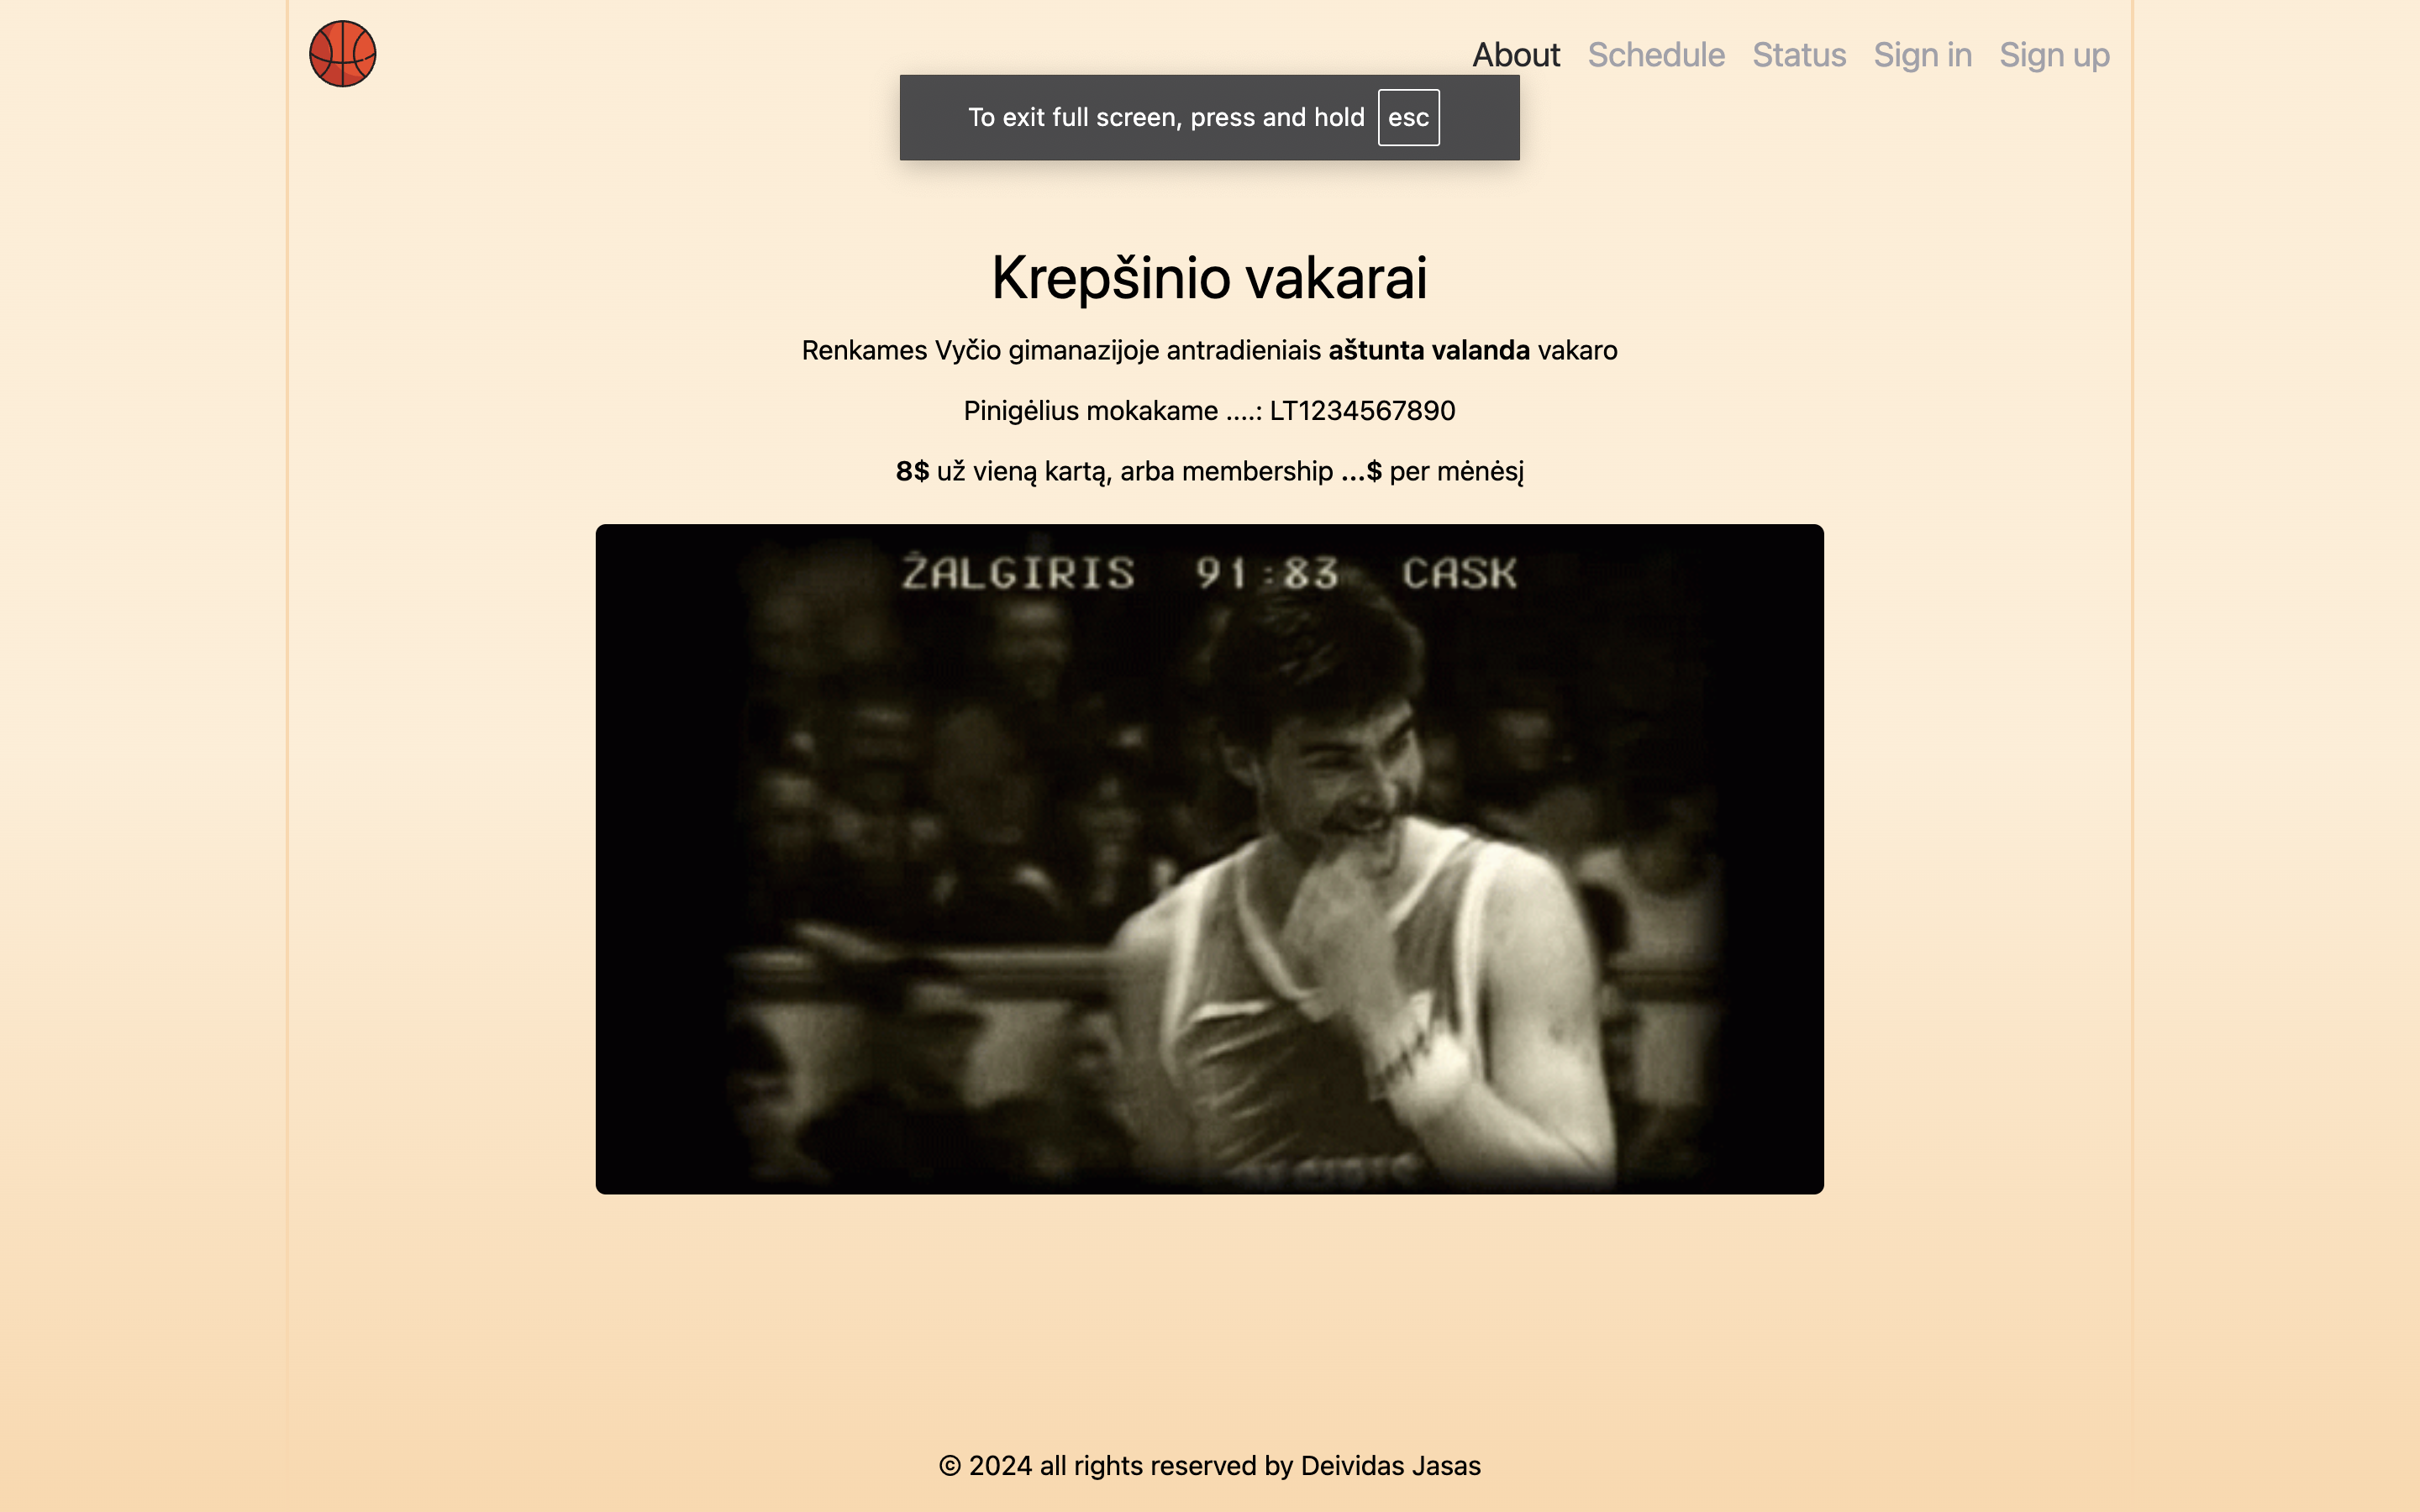 About Schedule Status Sign in Sign up
To exit full screen, press and hold esc
Krepšinio vakarai
Renkames Vyčio gimanazijoje antradieniais aštunta valanda vakaro
Pinigėlius mokakame ....: LT1234567890
8$ už vieną kartą, arba membership ...$ per mėnėsį
ŽALGIRIS 91:83 CASK
© 2024 all rights reserved by Deividas Jasas